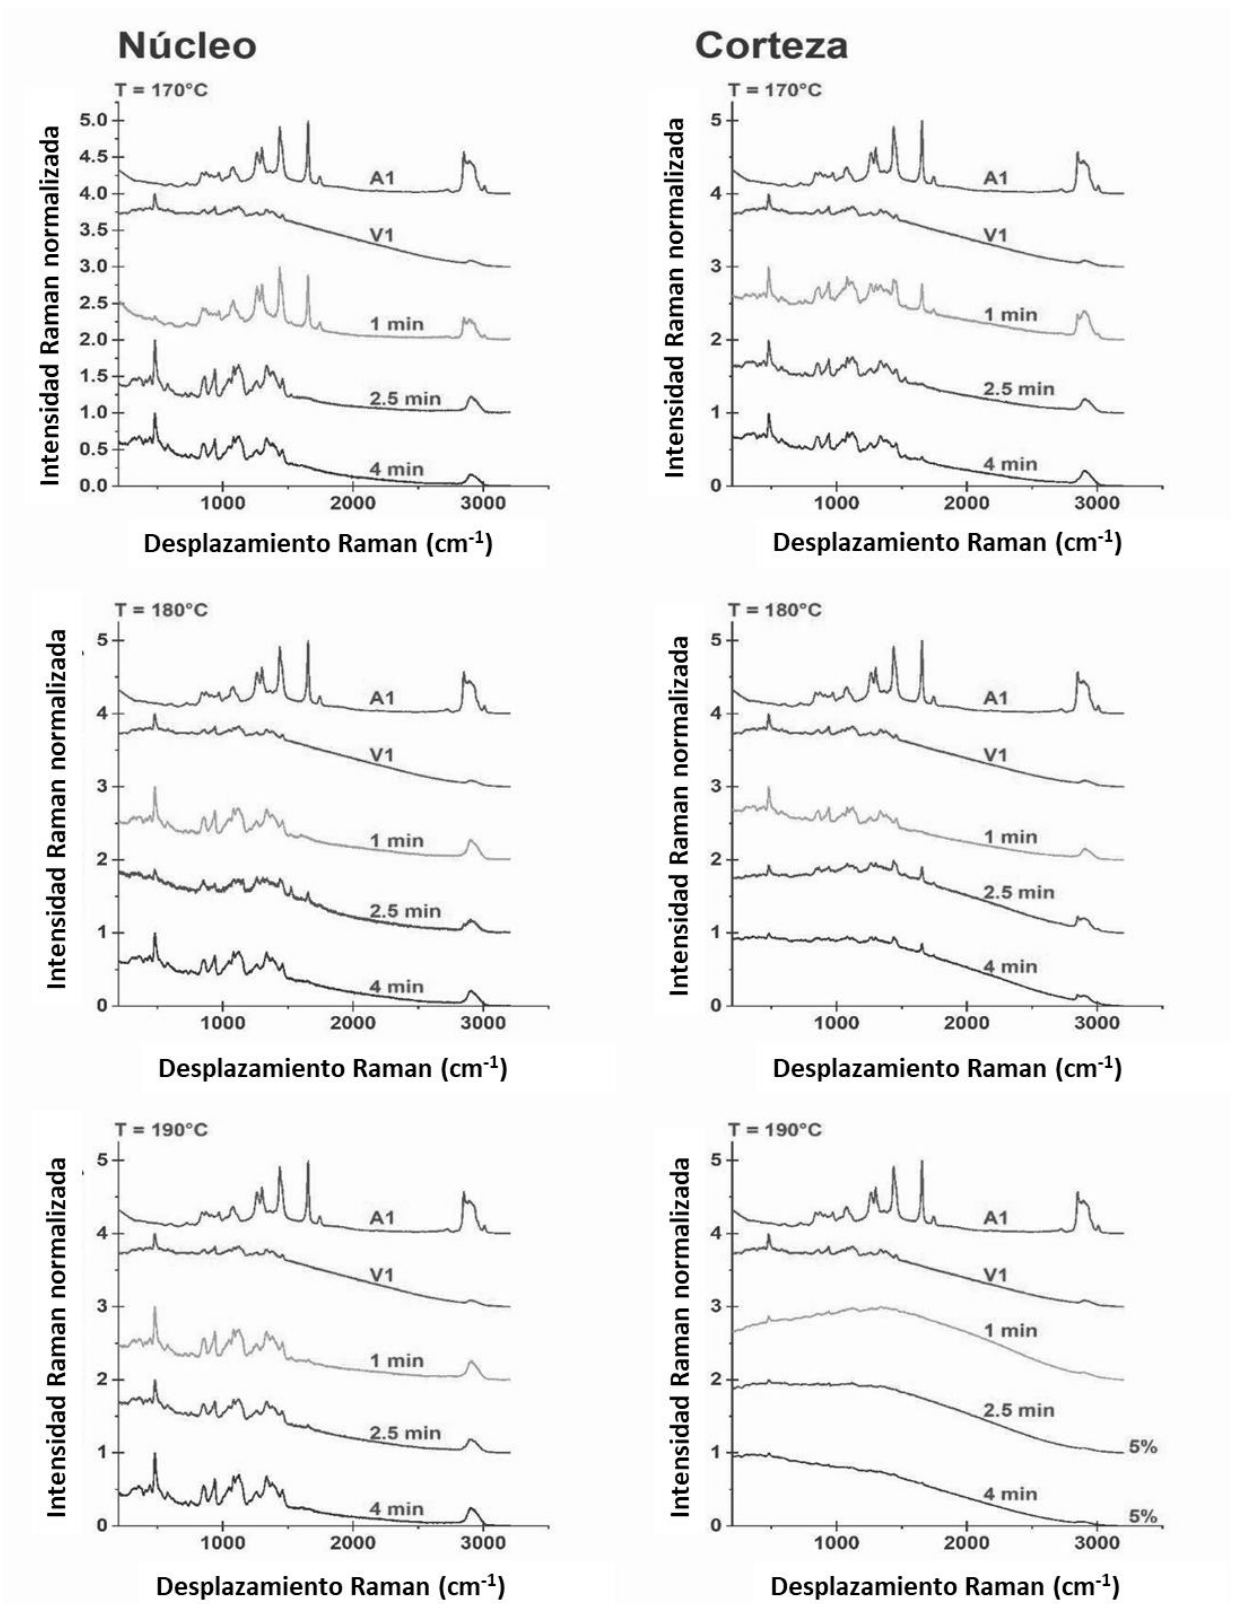 Núcleo
Corteza
T = 170°C
Intensidad Raman normalizada
5.0
4.5
4.0
3.5
3.0
2.5
2.0
1.5
1.0
0.5
0.0
A1
V1
1 min
2.5 min
4 min
1000 2000 3000
Desplazamiento Raman (cm-1)
T = 170°C
Intensidad Raman normalizada
5
4
3
2
1
0
A1
V1
1 min
2.5 min
4 min
1000 2000 3000
Desplazamiento Raman (cm-1)
T = 180°C
Intensidad Raman normalizada
5
4
3
2
1
0
A1
V1
1 min
2.5 min
4 min
1000 2000 3000
Desplazamiento Raman (cm-1)
T = 180°C
Intensidad Raman normalizada
5
4
3
2
1
0
A1
V1
1 min
2.5 min
4 min
1000 2000 3000
Desplazamiento Raman (cm-1)
T = 190°C
Intensidad Raman normalizada
5
4
3
2
1
0
A1
V1
1 min
2.5 min
4 min
1000 2000 3000
Desplazamiento Raman (cm-1)
T = 190°C
Intensidad Raman normalizada
5
4
3
2
1
0
A1
V1
1 min
2.5 min
5%
4 min
5%
1000 2000 3000
Desplazamiento Raman (cm-1)